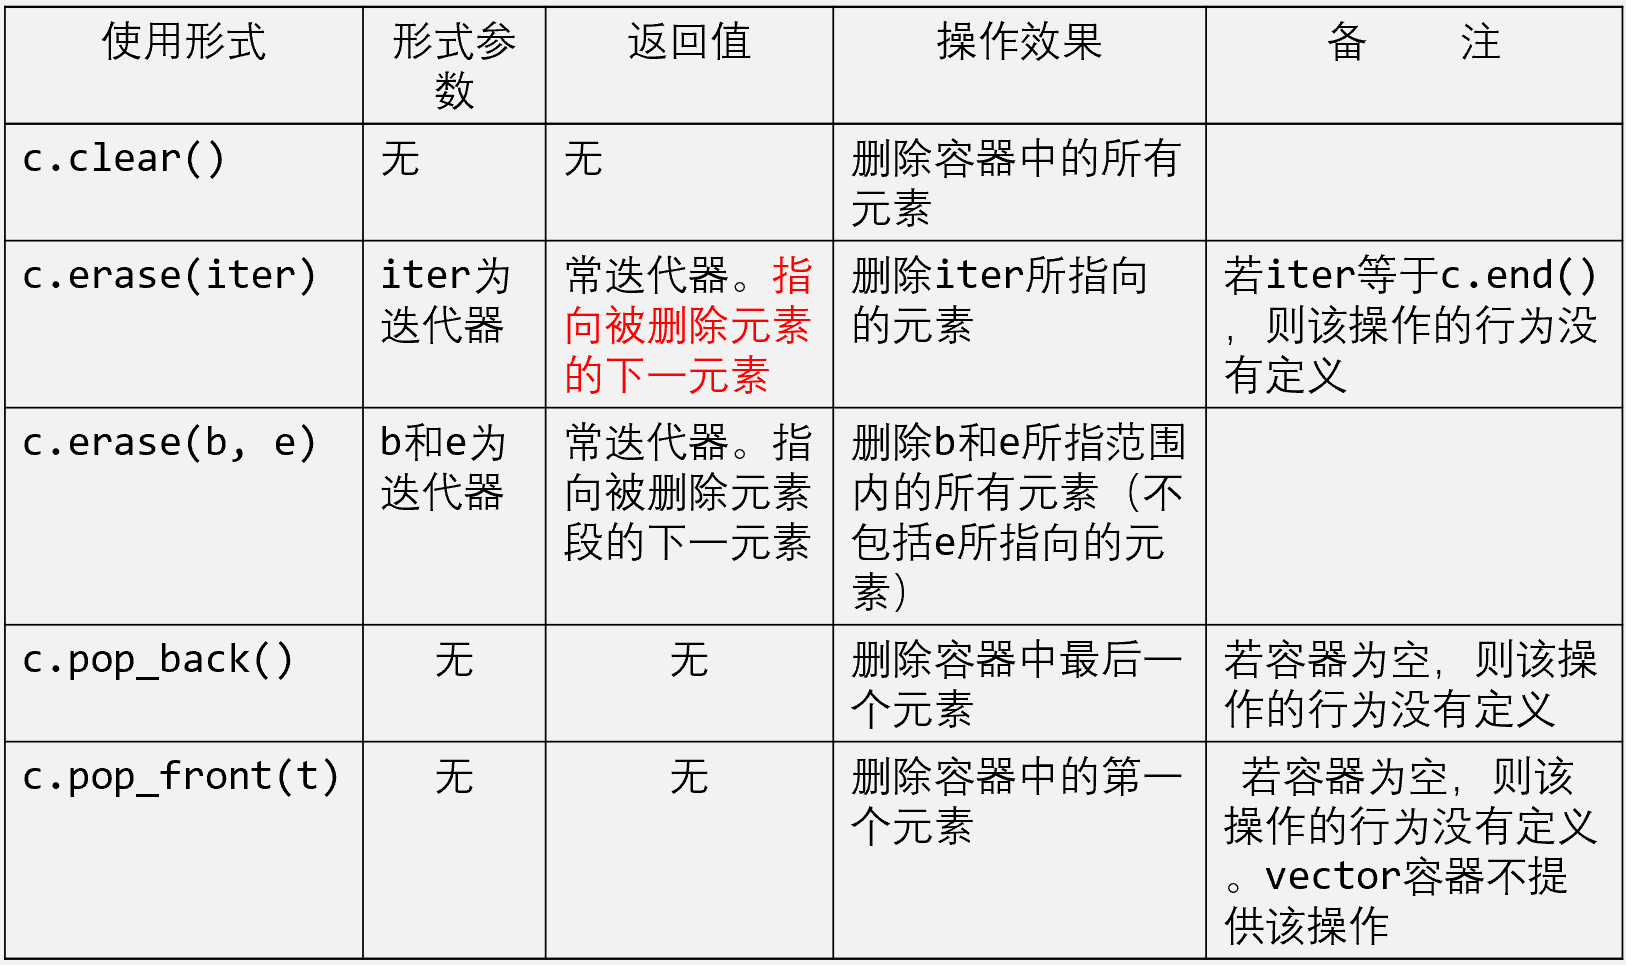 使用形式
形式参
数
返回值
操作效果
备 注
c.clear()
无
无
删除容器中的所有
元素
c.erase(iter)
iter为
迭代器
常迭代器。指
向被删除元素
的下一元素
删除iter所指向
的元素
若iter等于c.end()
，则该操作的行为没
有定义
c.erase(b, e)
b和e为
迭代器
常迭代器。指
向被删除元素
段的下一元素
删除b和e所指范围
内的所有元素（不
包括e所指向的元
素）
c.pop_back()
无
无
删除容器中最后一
个元素
若容器为空，则该操
作的行为没有定义
c.pop_front(t)
无
无
删除容器中的第一
个元素
若容器为空，则该
操作的行为没有定义
。vector容器不提
供该操作